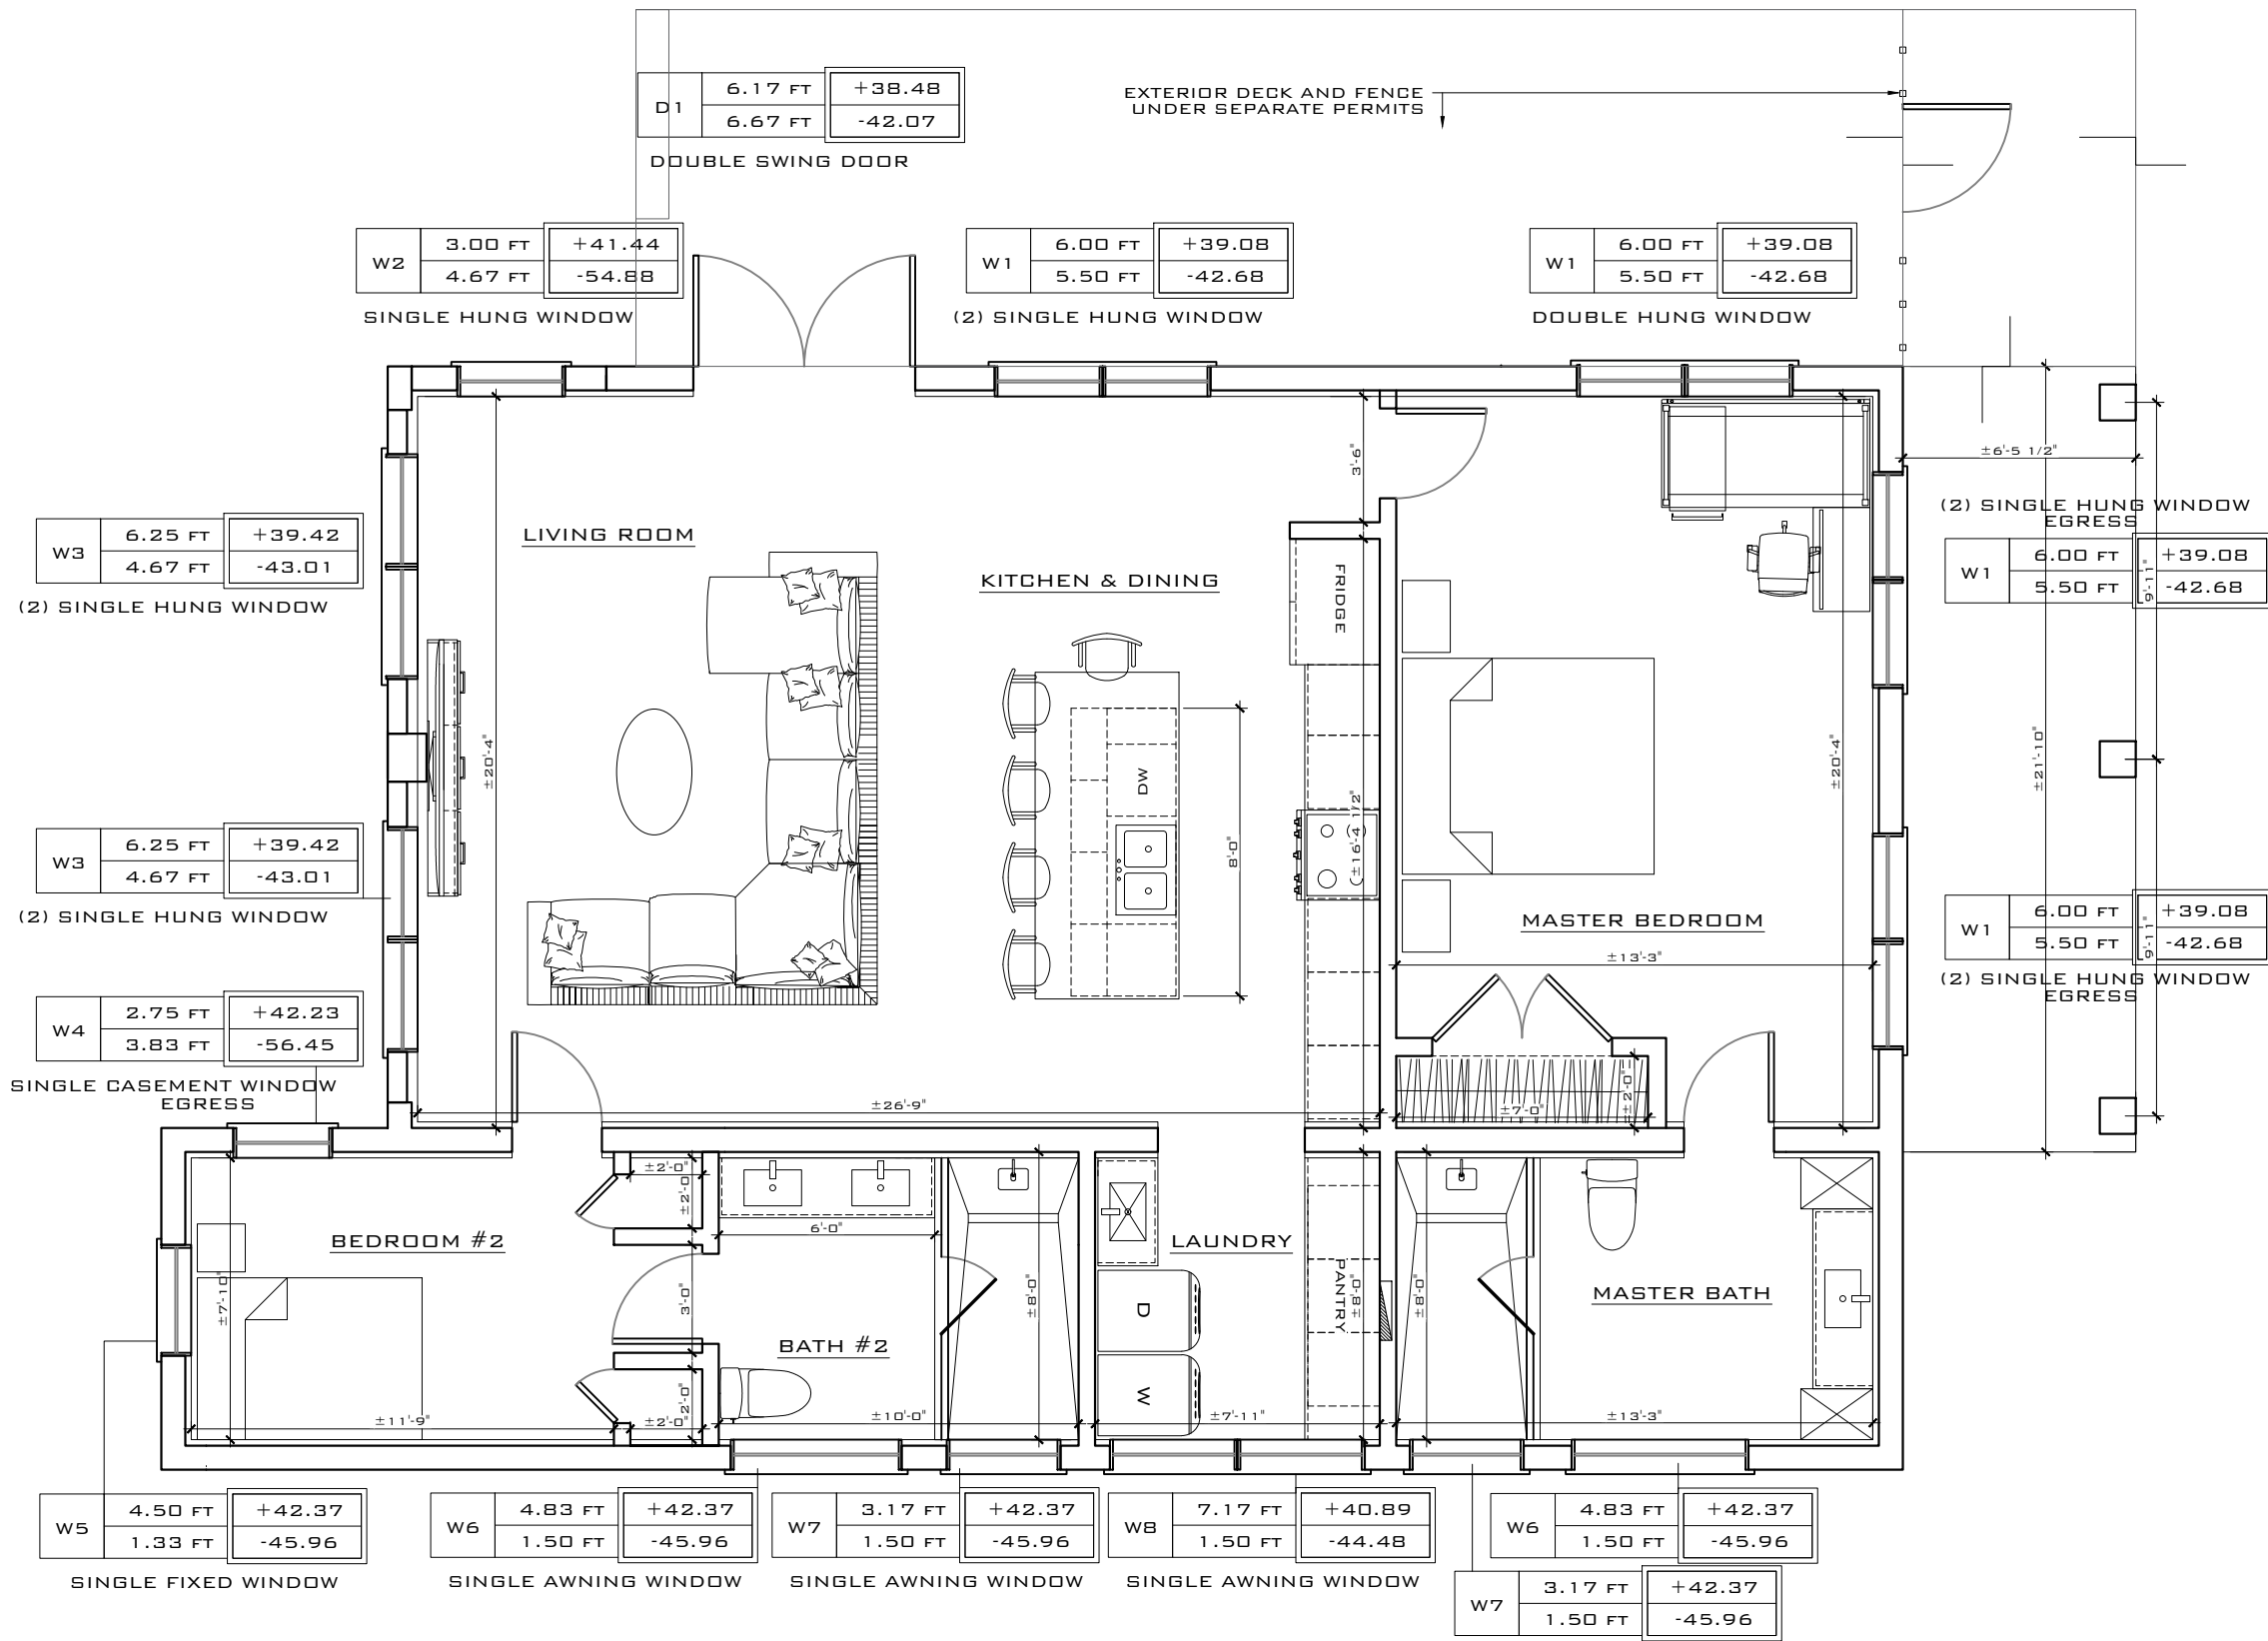 D1
6.17 FT
+38.48
6.67 FT
-42.07
DOUBLE SWING DOOR
EXTERIOR DECK AND FENCE
UNDER SEPARATE PERMITS
W2
3.00 FT
+41.44
4.67 FT
-54.88
SINGLE HUNG WINDOW
W1
6.00 FT
+39.08
5.50 FT
-42.68
(2) SINGLE HUNG WINDOW
W1
6.00 FT
+39.08
5.50 FT
-42.68
DOUBLE HUNG WINDOW
3'-6"
±6'-5 1/2"
(2) SINGLE HUNG WINDOW
EGRESS
W1
6.00 FT
+39.08
5.50 FT
-42.68
9'-11"
W3
6.25 FT
+39.42
4.67 FT
-43.01
(2) SINGLE HUNG WINDOW
LIVING ROOM
KITCHEN & DINING
FRIDGE
±20'-4"
DW
8'-0"
±16'-4 1/2"
±20'-4"
±21'-10"
W3
6.25 FT
+39.42
4.67 FT
-43.01
(2) SINGLE HUNG WINDOW
MASTER BEDROOM
±13'-3"
W1
6.00 FT
+39.08
5.50 FT
-42.68
9'-11"
(2) SINGLE HUNG WINDOW
EGRESS
W4
2.75 FT
+42.23
3.83 FT
-56.45
SINGLE CASEMENT WINDOW
EGRESS
±26'-9"
±7'-0"
±2'-0"
±2'-0"
±2'-0"
6'-0"
BEDROOM #2
±7'-10"
3'-0"
±8'-0"
LAUNDRY
D
W
PANTRY
±8'-0"
±8'-0"
MASTER BATH
BATH #2
±2'-0"
±11'-9"
±2'-0"
±10'-0"
±7'-11"
±13'-3"
W5
4.50 FT
+42.37
1.33 FT
-45.96
SINGLE FIXED WINDOW
W6
4.83 FT
+42.37
1.50 FT
-45.96
SINGLE AWNING WINDOW
W7
3.17 FT
+42.37
1.50 FT
-45.96
SINGLE AWNING WINDOW
W8
7.17 FT
+40.89
1.50 FT
-44.48
SINGLE AWNING WINDOW
W6
4.83 FT
+42.37
1.50 FT
-45.96
W7
3.17 FT
+42.37
1.50 FT
-45.96